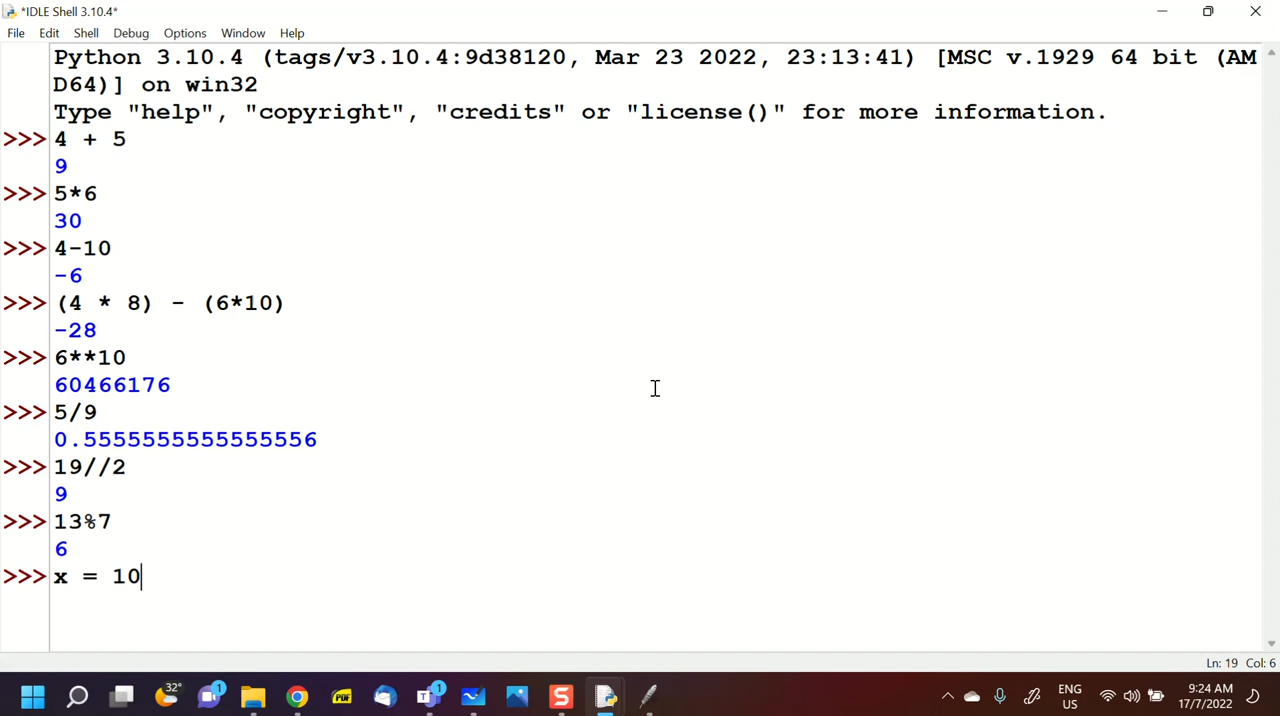 *IDLE Shell 3.10.4*
File Edit Shell Debug Options Window Help
Python 3.10.4 (tags/v3.10.4:9d38120, Mar 23 2022, 23:13:41) [MSC v.1929 64 bit (AM
D64)] on win32
Type "help", "copyright", "credits" or "license()" for more information.
>>> 4 + 5
9
>>> 5*6
30
>>> 4-10
-6
>>> (4 * 8) - (6*10)
-28
>>> 6**10
60466176
>>> 5/9
0.5555555555555556
>>> 19//2
9
>>> 13%7
6
>>> x = 10
Ln: 19 Col: 6
32°
1
PDF
1
S
ENG
US
9:24 AM
17/7/2022